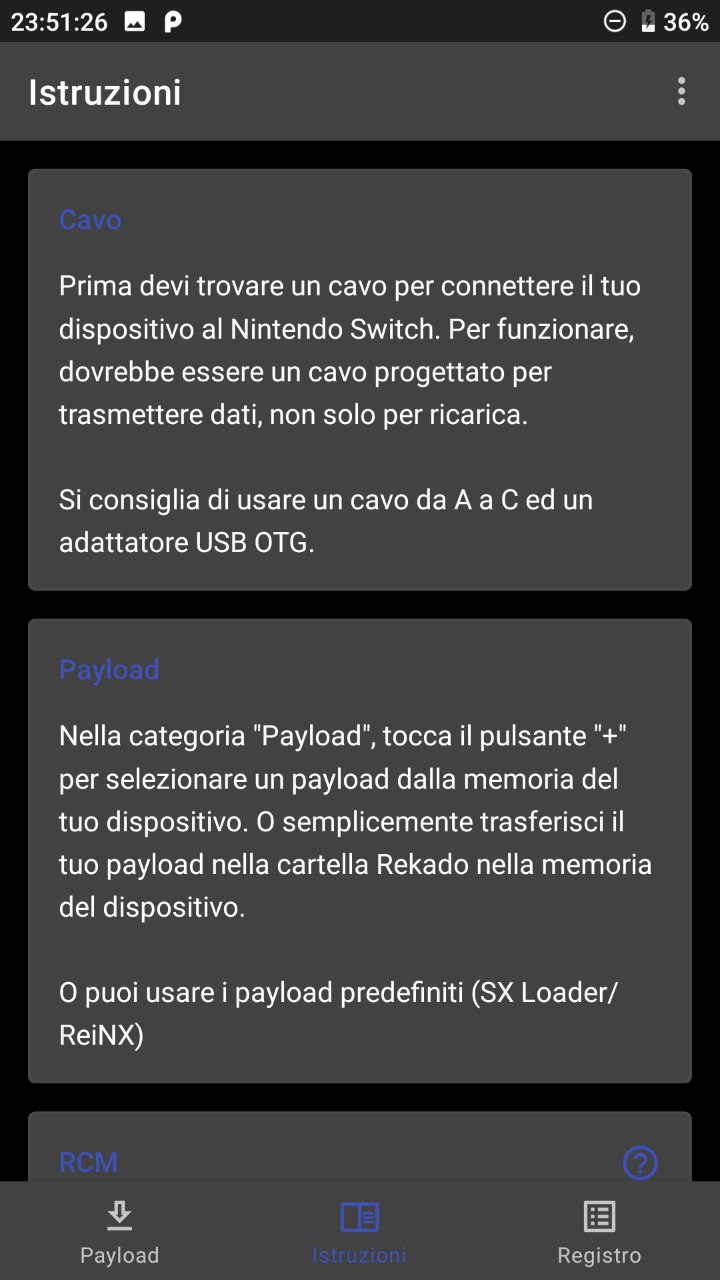 23:51:26
36%
Istruzioni
Cavo
Prima devi trovare un cavo per connettere il tuo
dispositivo al Nintendo Switch. Per funzionare,
dovrebbe essere un cavo progettato per
trasmettere dati, non solo per ricarica.
Si consiglia di usare un cavo da A a C ed un
adattatore USB OTG.
Payload
Nella categoria "Payload", tocca il pulsante "+"
per selezionare un payload dalla memoria del
tuo dispositivo. O semplicemente trasferisci il
tuo payload nella cartella Rekado nella memoria
del dispositivo.
O puoi usare i payload predefiniti (SX Loader/
ReiNX)
RCM
Payload
Istruzioni
Registro